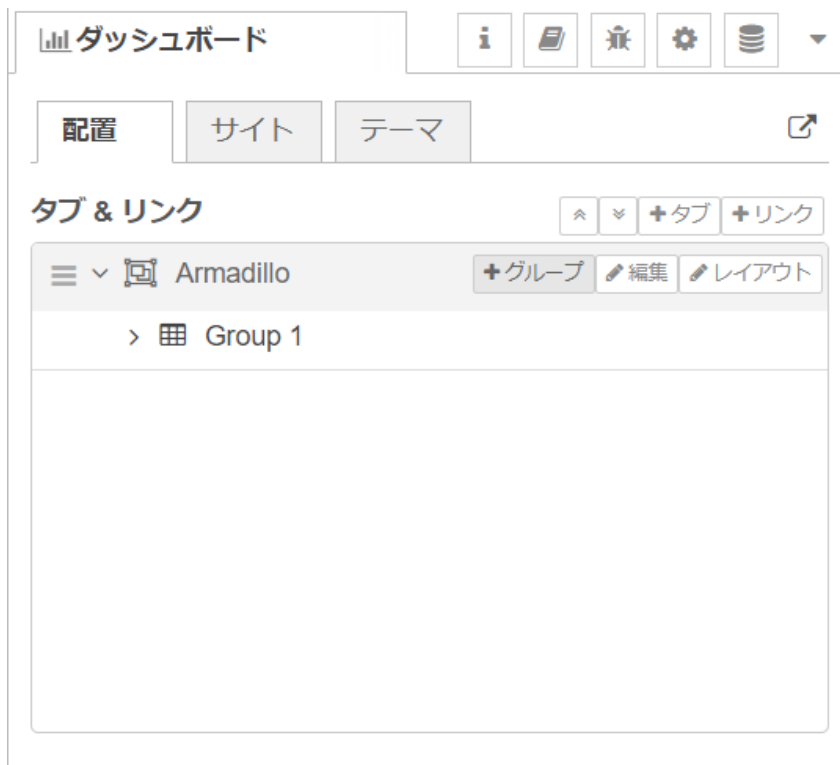 ダッシュボード
配置 サイト テーマ
タブ & リンク +タブ +リンク
Armadillo +グループ 編集 レイアウト
Group 1